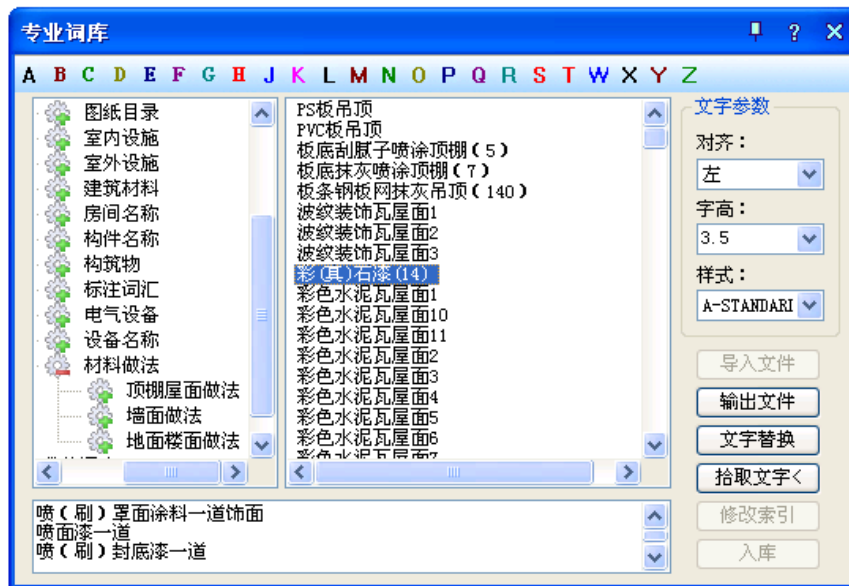 专业词库
A B C D E F G H J K L M N O P Q R S T W X Y Z
图纸目录
室内设施
室外设施
建筑材料
房间名称
构件名称
构筑物
标注词汇
电气设备
设备名称
材料做法
顶棚屋面做法
墙面做法
地面楼面做法
PS板吊顶
PVC板吊顶
板底刮腻子喷涂顶棚(5)
板底抹灰喷涂顶棚(7)
板条钢板网抹灰吊顶(140)
波纹装饰瓦屋面1
波纹装饰瓦屋面2
波纹装饰瓦屋面3
彩(真)石漆(14)
彩色水泥瓦屋面1
彩色水泥瓦屋面10
彩色水泥瓦屋面11
彩色水泥瓦屋面2
彩色水泥瓦屋面3
彩色水泥瓦屋面4
彩色水泥瓦屋面5
彩色水泥瓦屋面6
彩色水泥瓦屋面7
文字参数
对齐：
左
字高：
3.5
样式：
A-STANDARI
导入文件
输出文件
文字替换
拾取文字<
修改索引
入库
喷(刷)罩面涂料一道饰面
喷面漆一道
喷(刷)封底漆一道